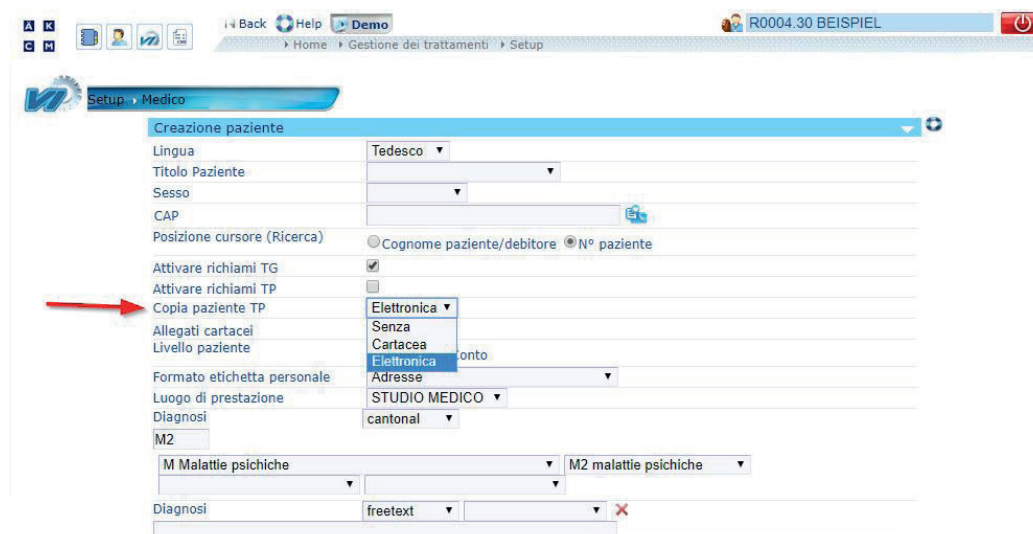 A K
C M
Back Help Demo
R0004.30 BEISPIEL
Home Gestione dei trattamenti Setup
VI Setup Medico
Creazione paziente
Lingua Tedesco
Titolo Paziente
Sesso
CAP
Posizione cursore (Ricerca) Cognome paziente/debitore N° paziente
Attivare richiami TG
Attivare richiami TP
Copia paziente TP Elettronica
Allegati cartacei Senza
Cartacea
Livello paziente onto
Elettronica
Formato etichetta personale Adresse
Luogo di prestazione STUDIO MEDICO
Diagnosi cantonal
M2
M Malattie psichiche M2 malattie psichiche
Diagnosi freetext